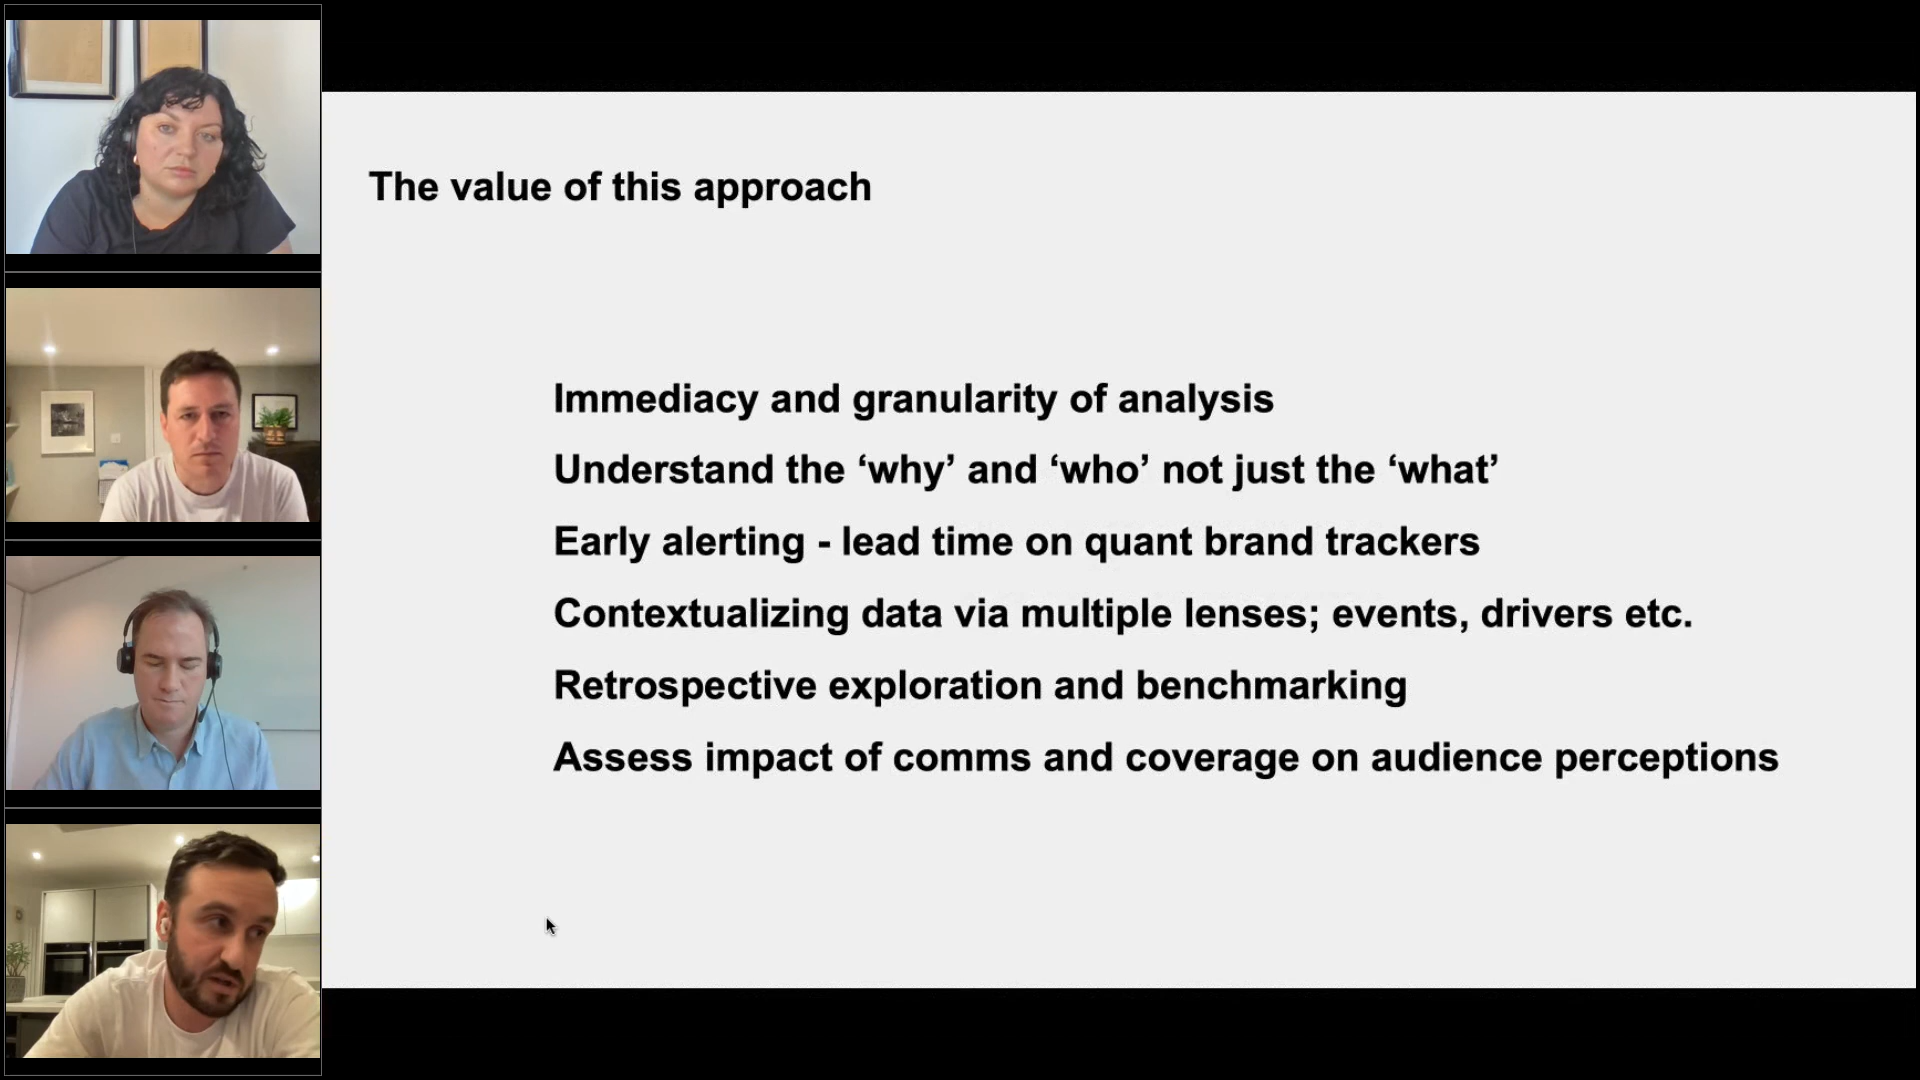 The value of this approach
Immediacy and granularity of analysis
Understand the ‘why’ and ‘who’ not just the ‘what’
Early alerting - lead time on quant brand trackers
Contextualizing data via multiple lenses; events, drivers etc.
Retrospective exploration and benchmarking
Assess impact of comms and coverage on audience perceptions